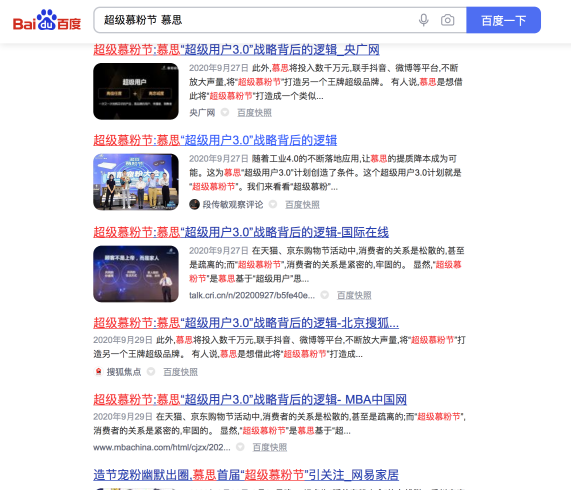 Bai du 百度
超级慕粉节 慕思
百度一下
超级慕粉节:慕思“超级用户3.0”战略背后的逻辑_央广网
2020年9月27日 此外,慕思将投入数千万元,联手抖音、微博等平台,不断
放大声量,将“超级慕粉节”打造另一个王牌超级品牌。 有人说,慕思是想借
此将“超级慕粉节”打造成一个类似...
央广网 百度快照
超级慕粉节:慕思“超级用户3.0”战略背后的逻辑
2020年9月27日 随着工业4.0的不断落地应用,让慕思的提质降本成为可
能。这为慕思“超级用户3.0”计划创造了条件。这个超级用户3.0计划就是
“超级慕粉节”。我们来看看“超级慕粉”...
段传敏观察评论 百度快照
超级慕粉节:慕思“超级用户3.0”战略背后的逻辑-国际在线
2020年9月27日 在天猫、京东购物节活动中,消费者的关系是松散的,甚至
是疏离的;而“超级慕粉节”,消费者的关系是紧密的,牢固的。 显然,“超级慕
粉节”是慕思基于“超级用户”思...
talk.cri.cn/n/20200927/b5fe40e... 百度快照
超级慕粉节:慕思“超级用户3.0”战略背后的逻辑-北京搜狐...
2020年9月29日 此外,慕思将投入数千万元,联手抖音、微博等平台,不断放大声量,将“超级慕粉节”打
造另一个王牌超级品牌。 有人说,慕思是想借此将“超级慕粉节”打造成...
搜狐焦点 百度快照
超级慕粉节:慕思“超级用户3.0”战略背后的逻辑- MBA中国网
2020年9月29日 在天猫、京东购物节活动中,消费者的关系是松散的,甚至是疏离的;而“超级慕粉节”,
消费者的关系是紧密的,牢固的。 显然,“超级慕粉节”是慕思基于“超...
www.mbachina.com/html/cjzx/202... 百度快照
造节宠粉幽默出圈,慕思首届“超级慕粉节”引关注_网易家居